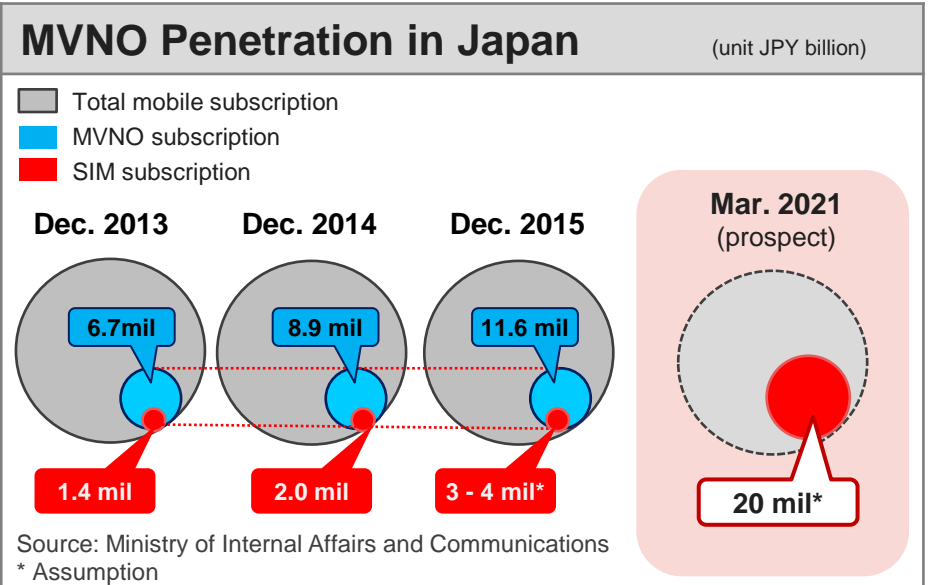 MVNO Penetration in Japan (unit JPY billion)
Total mobile subscription
MVNO subscription
SIM subscription
Dec. 2013
Dec. 2014
Dec. 2015
Mar. 2021
(prospect)
6.7mil
8.9 mil
11.6 mil
1.4 mil
2.0 mil
3 - 4 mil*
20 mil*
Source: Ministry of Internal Affairs and Communications
* Assumption